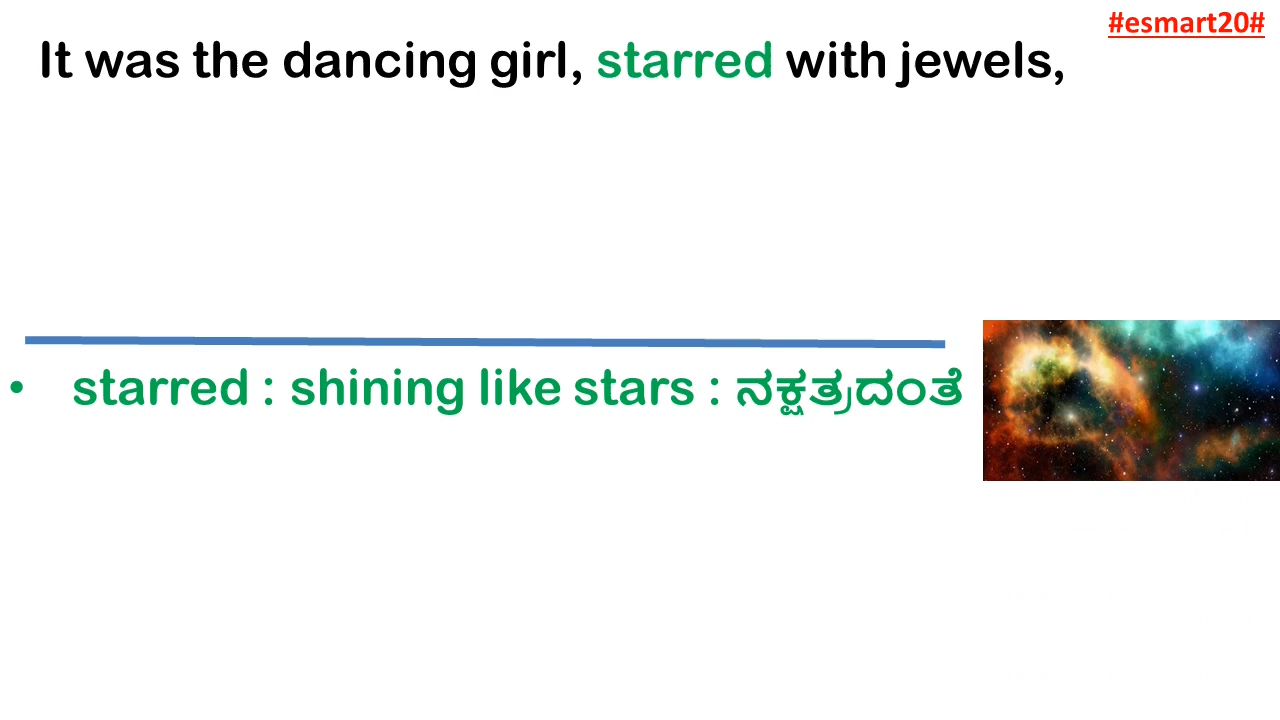 #esmart20#
It was the dancing girl, starred with jewels,
• starred : shining like stars : ನಕ್ಷತ್ರದಂತೆ